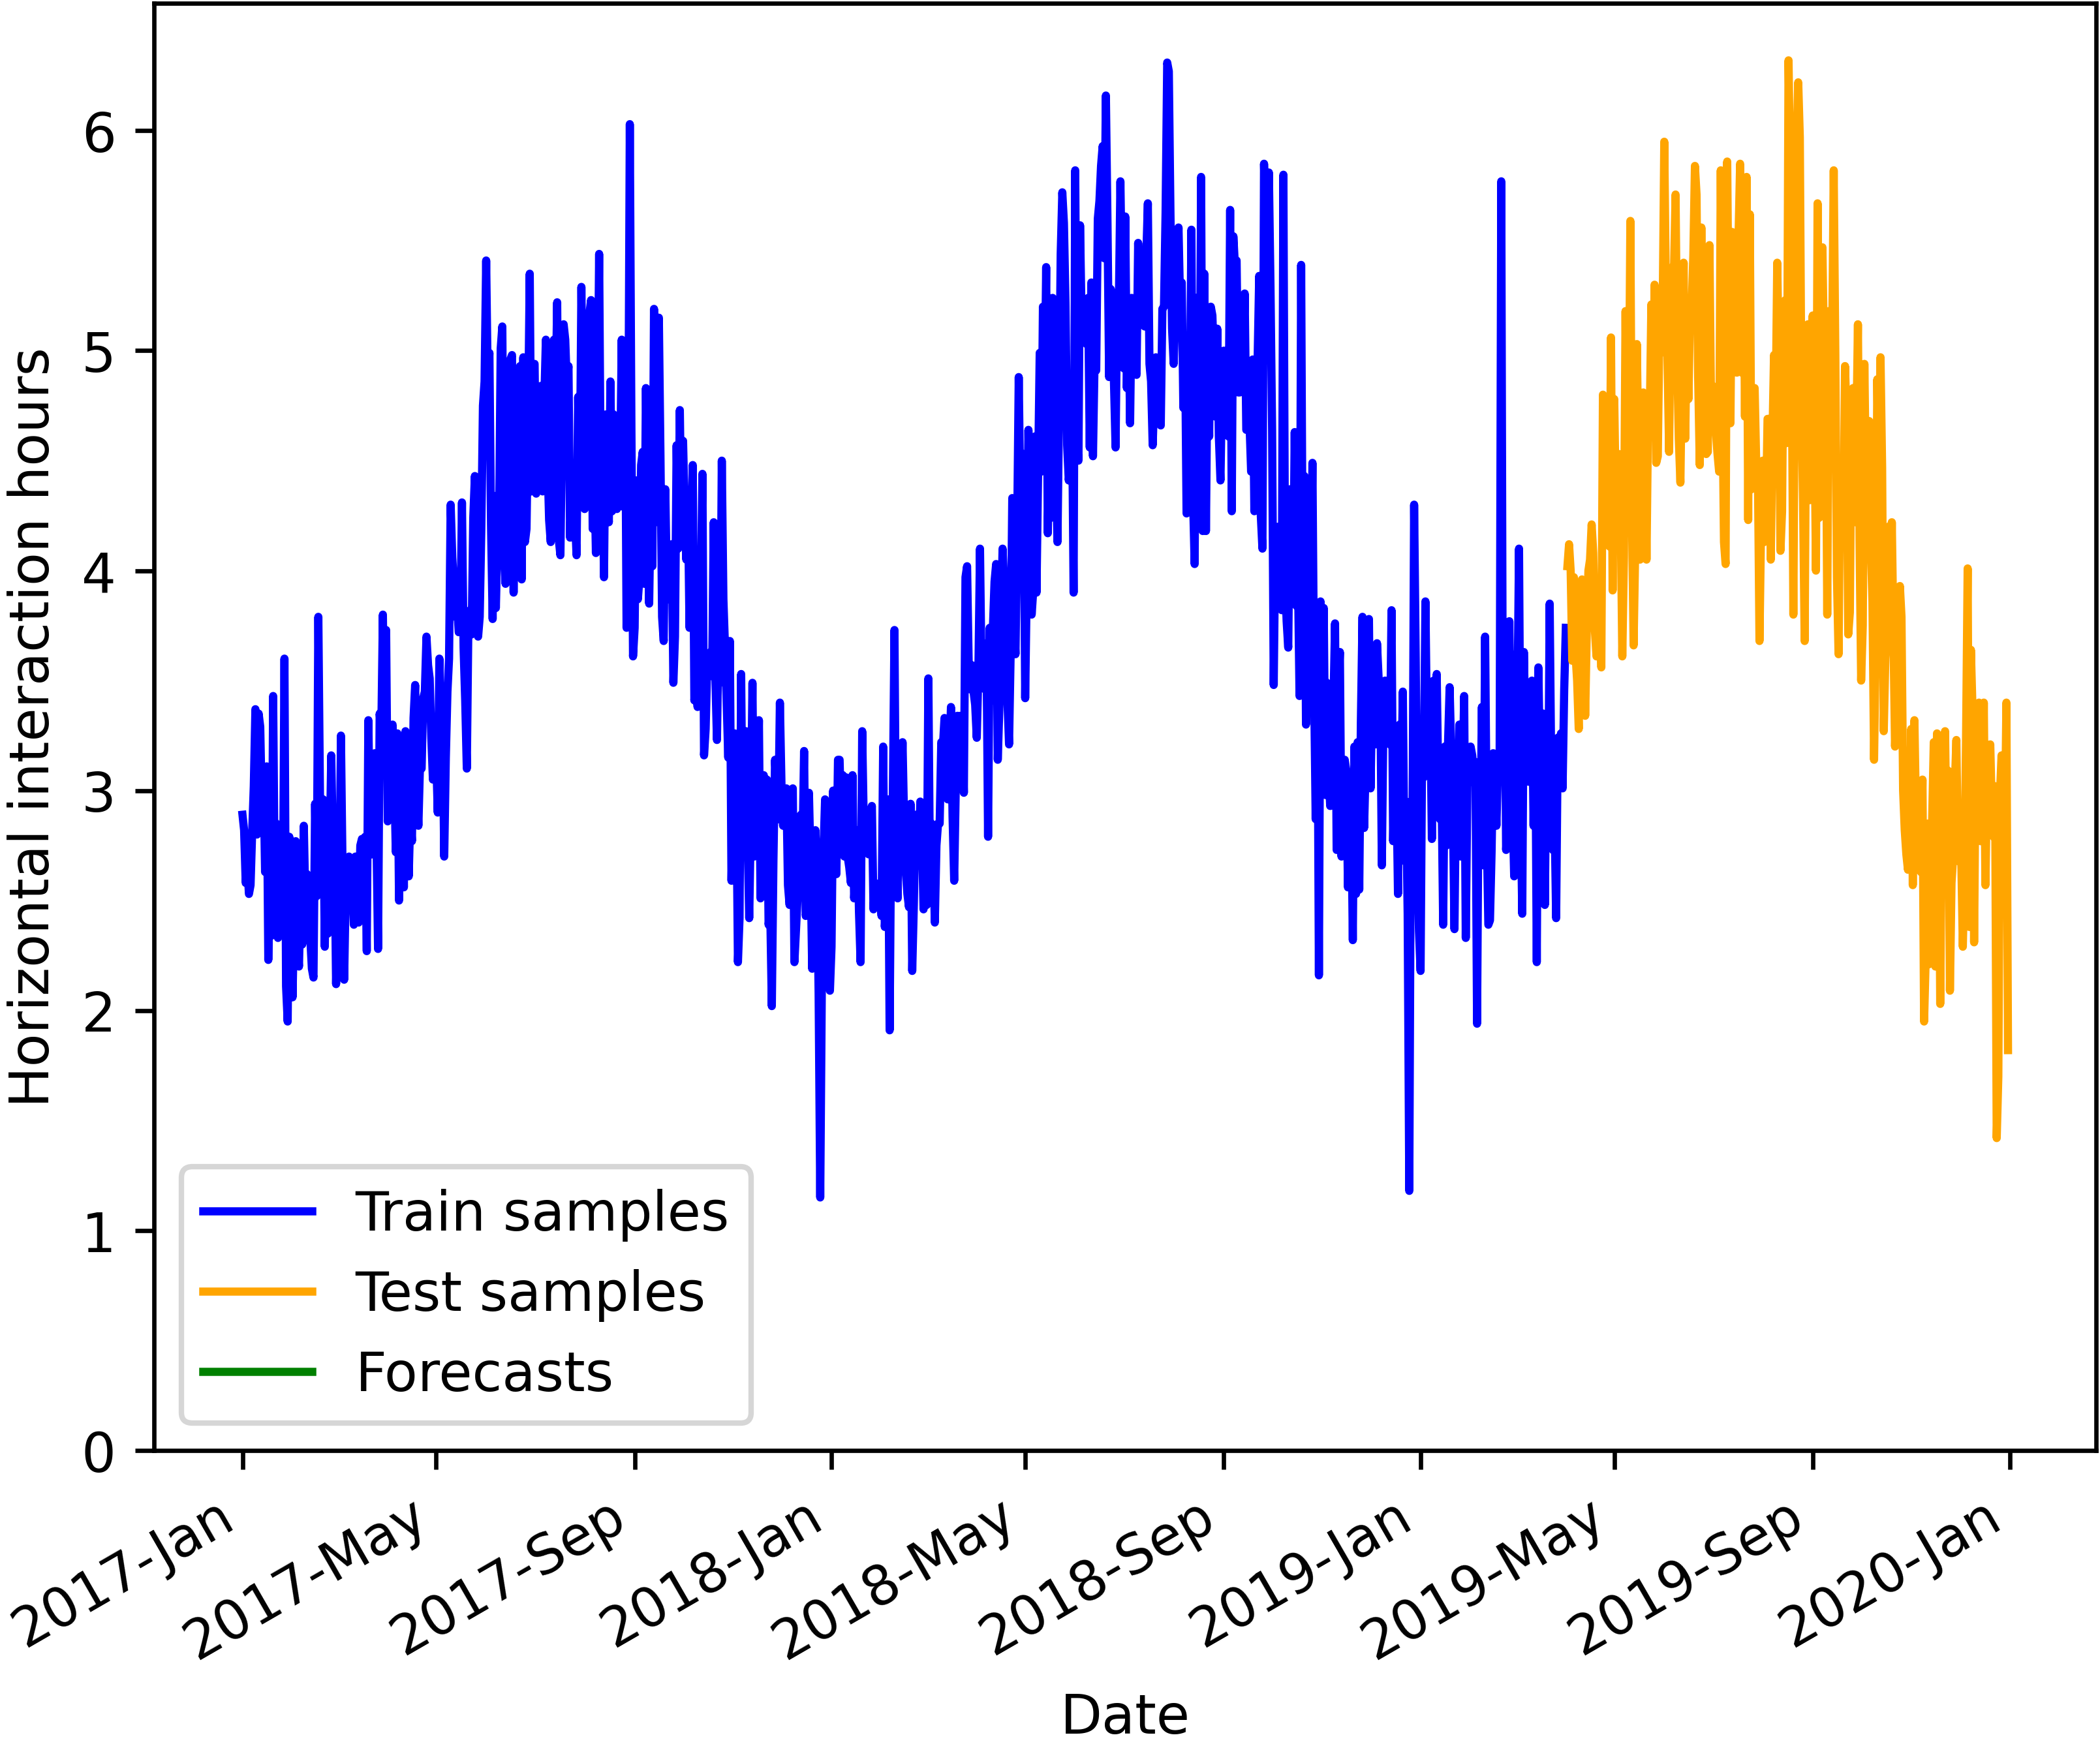 Horizontal interaction hours
6
5
4
3
2
1
0
Train samples
Test samples
Forecasts
2017-Jan
2017-May
2017-Sep
2018-Jan
2018-May
2018-Sep
2019-Jan
2019-May
2019-Sep
2020-Jan
Date